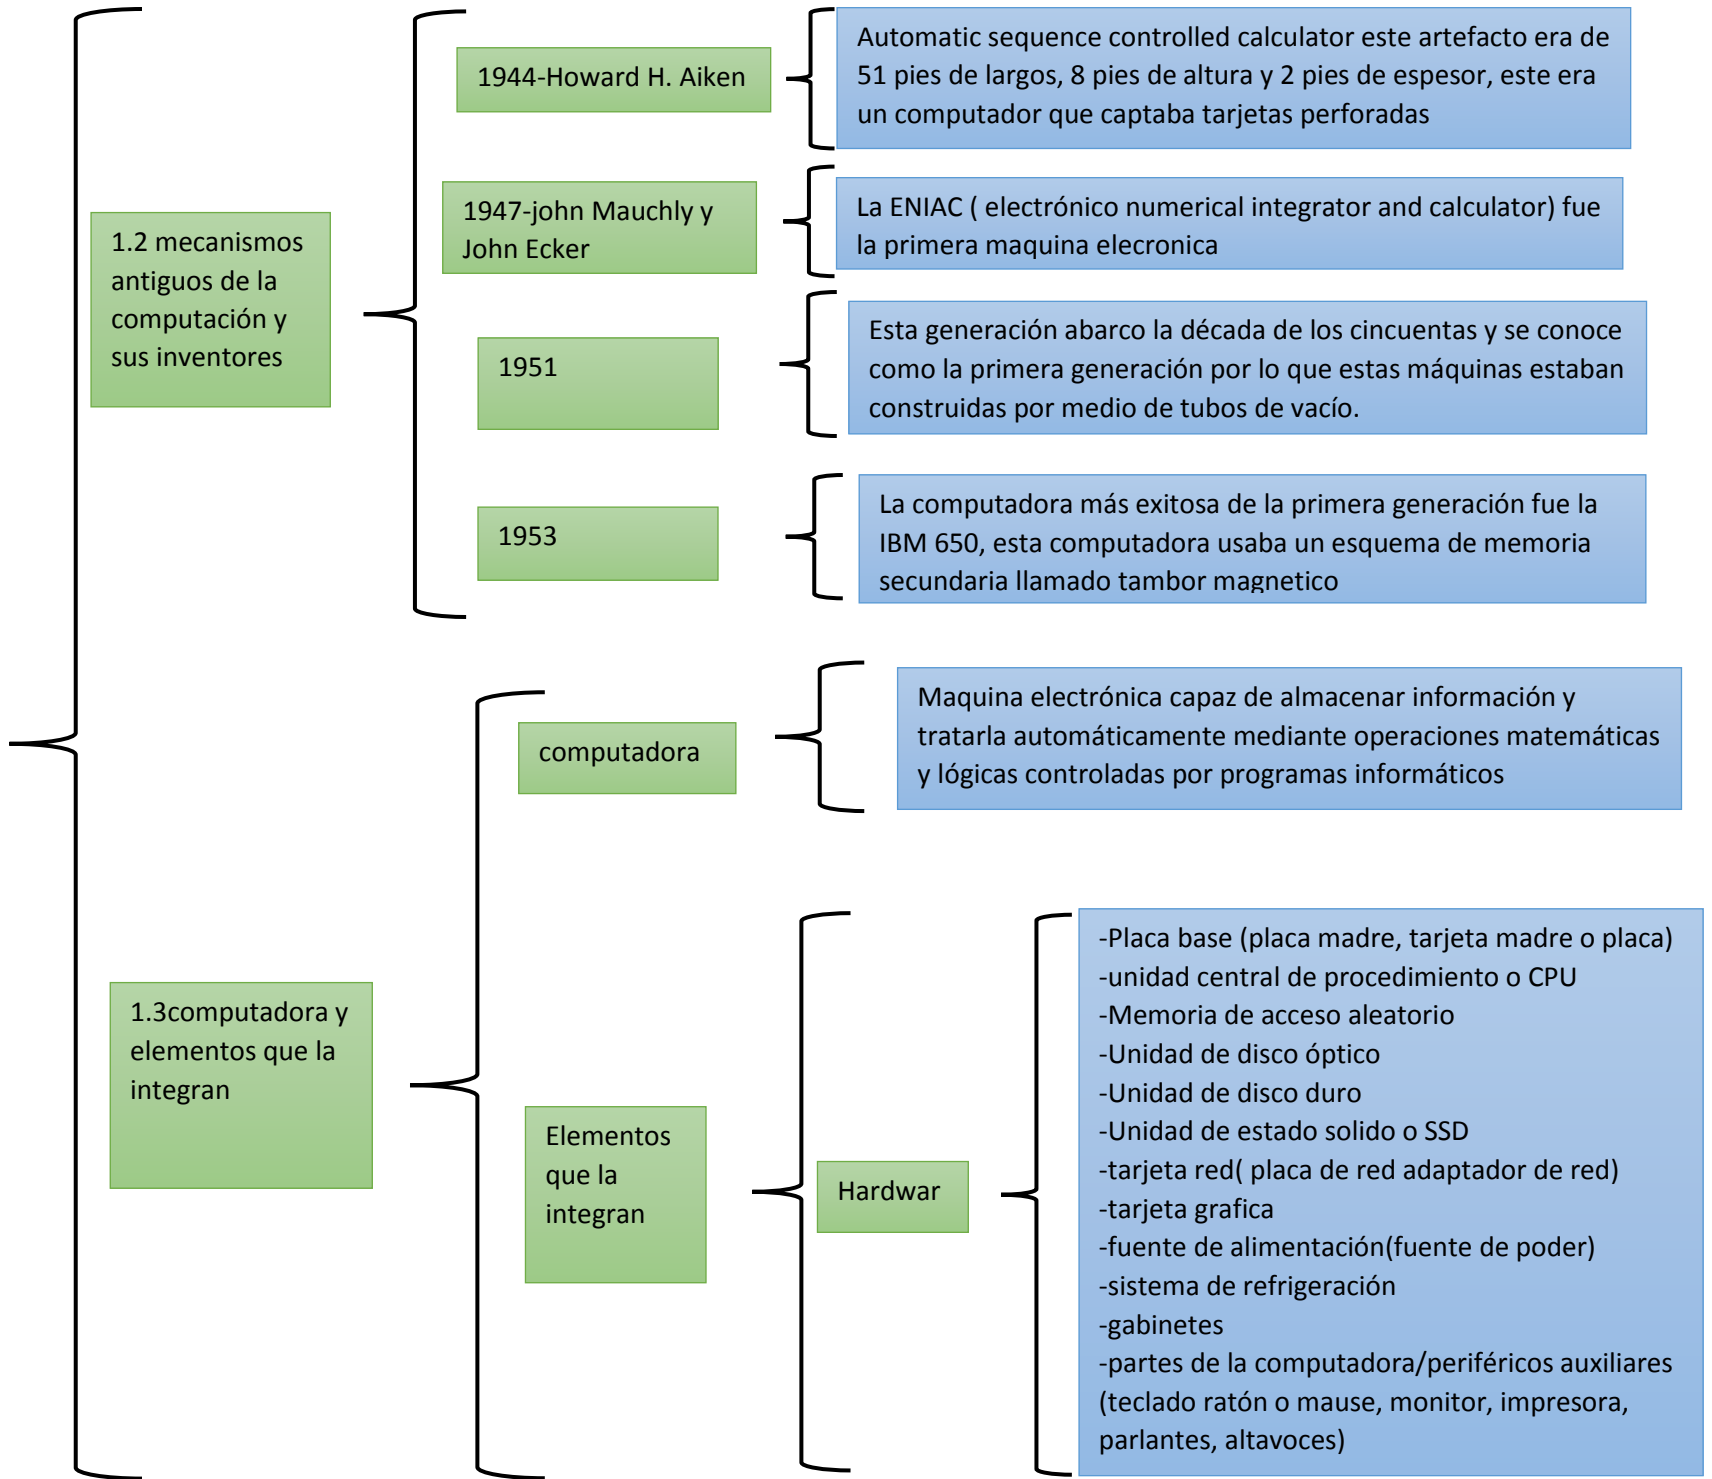 1.2 mecanismos
antiguos de la
computación y
sus inventores
1944-Howard H. Aiken
Automatic sequence controlled calculator este artefacto era de
51 pies de largos, 8 pies de altura y 2 pies de espesor, este era
un computador que captaba tarjetas perforadas
1947-john Mauchly y
John Ecker
La ENIAC ( electrónico numerical integrator and calculator) fue
la primera maquina elecronica
1951
Esta generación abarco la década de los cincuentas y se conoce
como la primera generación por lo que estas máquinas estaban
construidas por medio de tubos de vacío.
1953
La computadora más exitosa de la primera generación fue la
IBM 650, esta computadora usaba un esquema de memoria
secundaria llamado tambor magnetico
1.3computadora y
elementos que la
integran
computadora
Maquina electrónica capaz de almacenar información y
tratarla automáticamente mediante operaciones matemáticas
y lógicas controladas por programas informáticos
Elementos
que la
integran
Hardwar
-Placa base (placa madre, tarjeta madre o placa)
-unidad central de procedimiento o CPU
-Memoria de acceso aleatorio
-Unidad de disco óptico
-Unidad de disco duro
-Unidad de estado solido o SSD
-tarjeta red( placa de red adaptador de red)
-tarjeta grafica
-fuente de alimentación(fuente de poder)
-sistema de refrigeración
-gabinetes
-partes de la computadora/periféricos auxiliares
(teclado ratón o mause, monitor, impresora,
parlantes, altavoces)